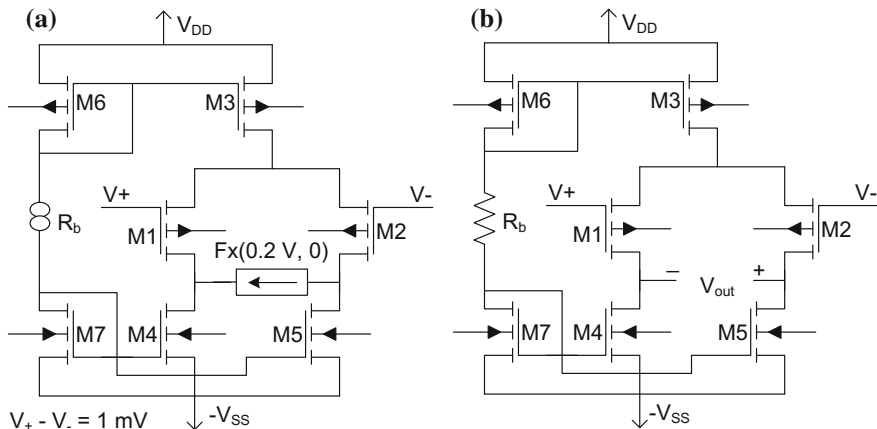 (a)
V_DD
M6
M3
V+
V-
R_b
M1
M2
Fx(0.2 V, 0)
M7
M4
M5
-V_SS
V_+ - V_- = 1 mV
(b)
V_DD
M6
M3
V+
V-
R_b
M1
M2
– V_out +
M7
M4
M5
-V_SS